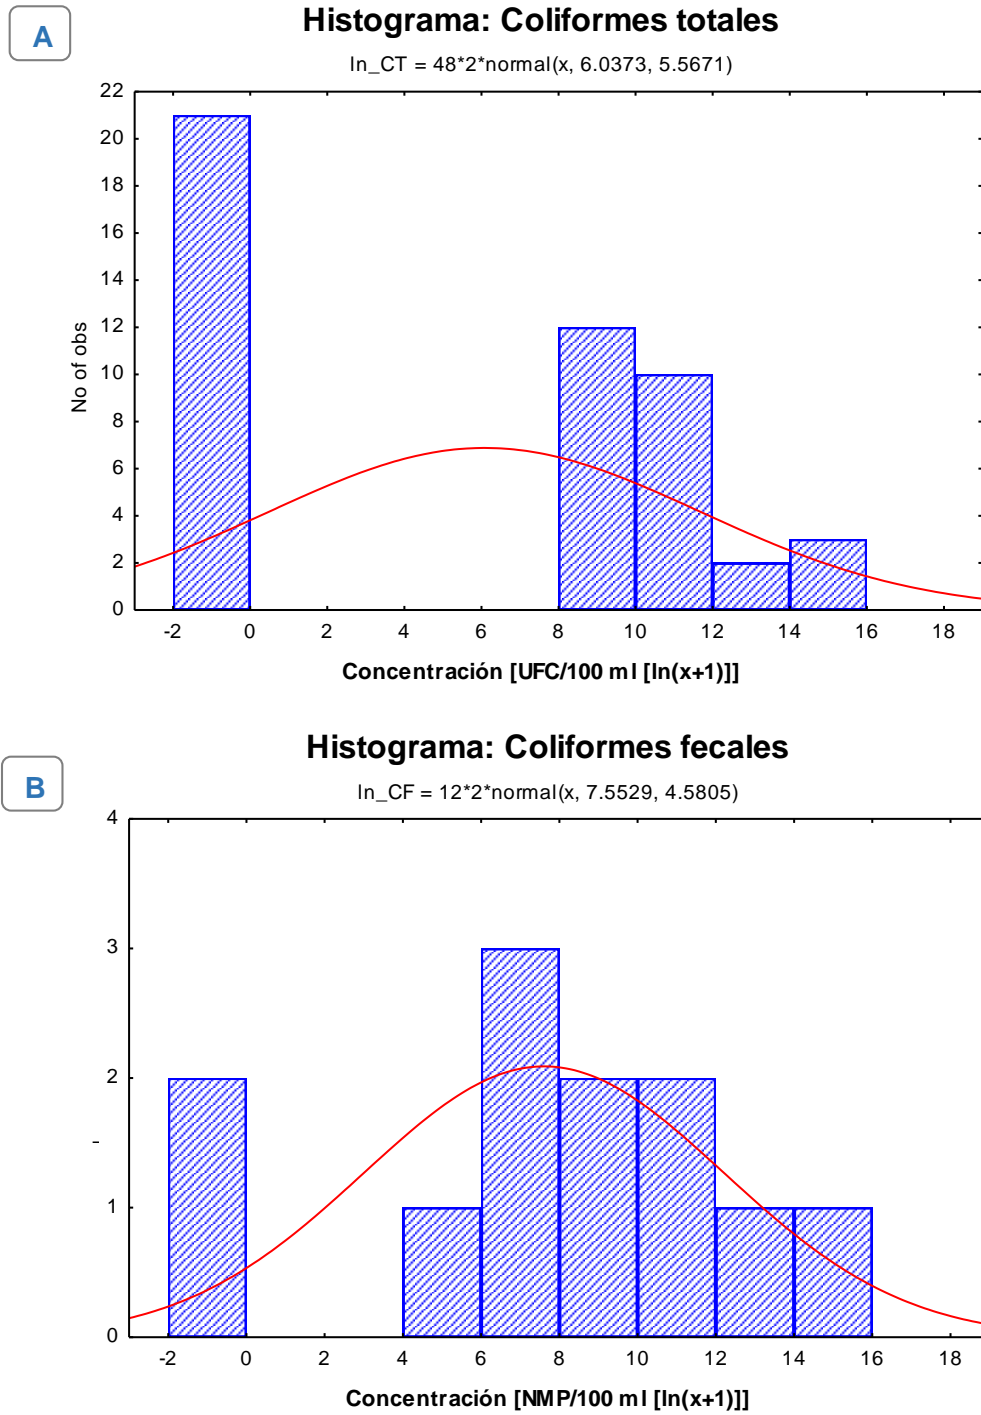 A
Histograma: Coliformes totales
ln_CT = 48*2*normal(x, 6.0373, 5.5671)
22
20
18
16
14
12
10
8
6
4
2
0
No of obs
-2 0 2 4 6 8 10 12 14 16 18
Concentración [UFC/100 ml [ln(x+1)]]
B
Histograma: Coliformes fecales
ln_CF = 12*2*normal(x, 7.5529, 4.5805)
4
3
2
1
0
-2 0 2 4 6 8 10 12 14 16 18
Concentración [NMP/100 ml [ln(x+1)]]